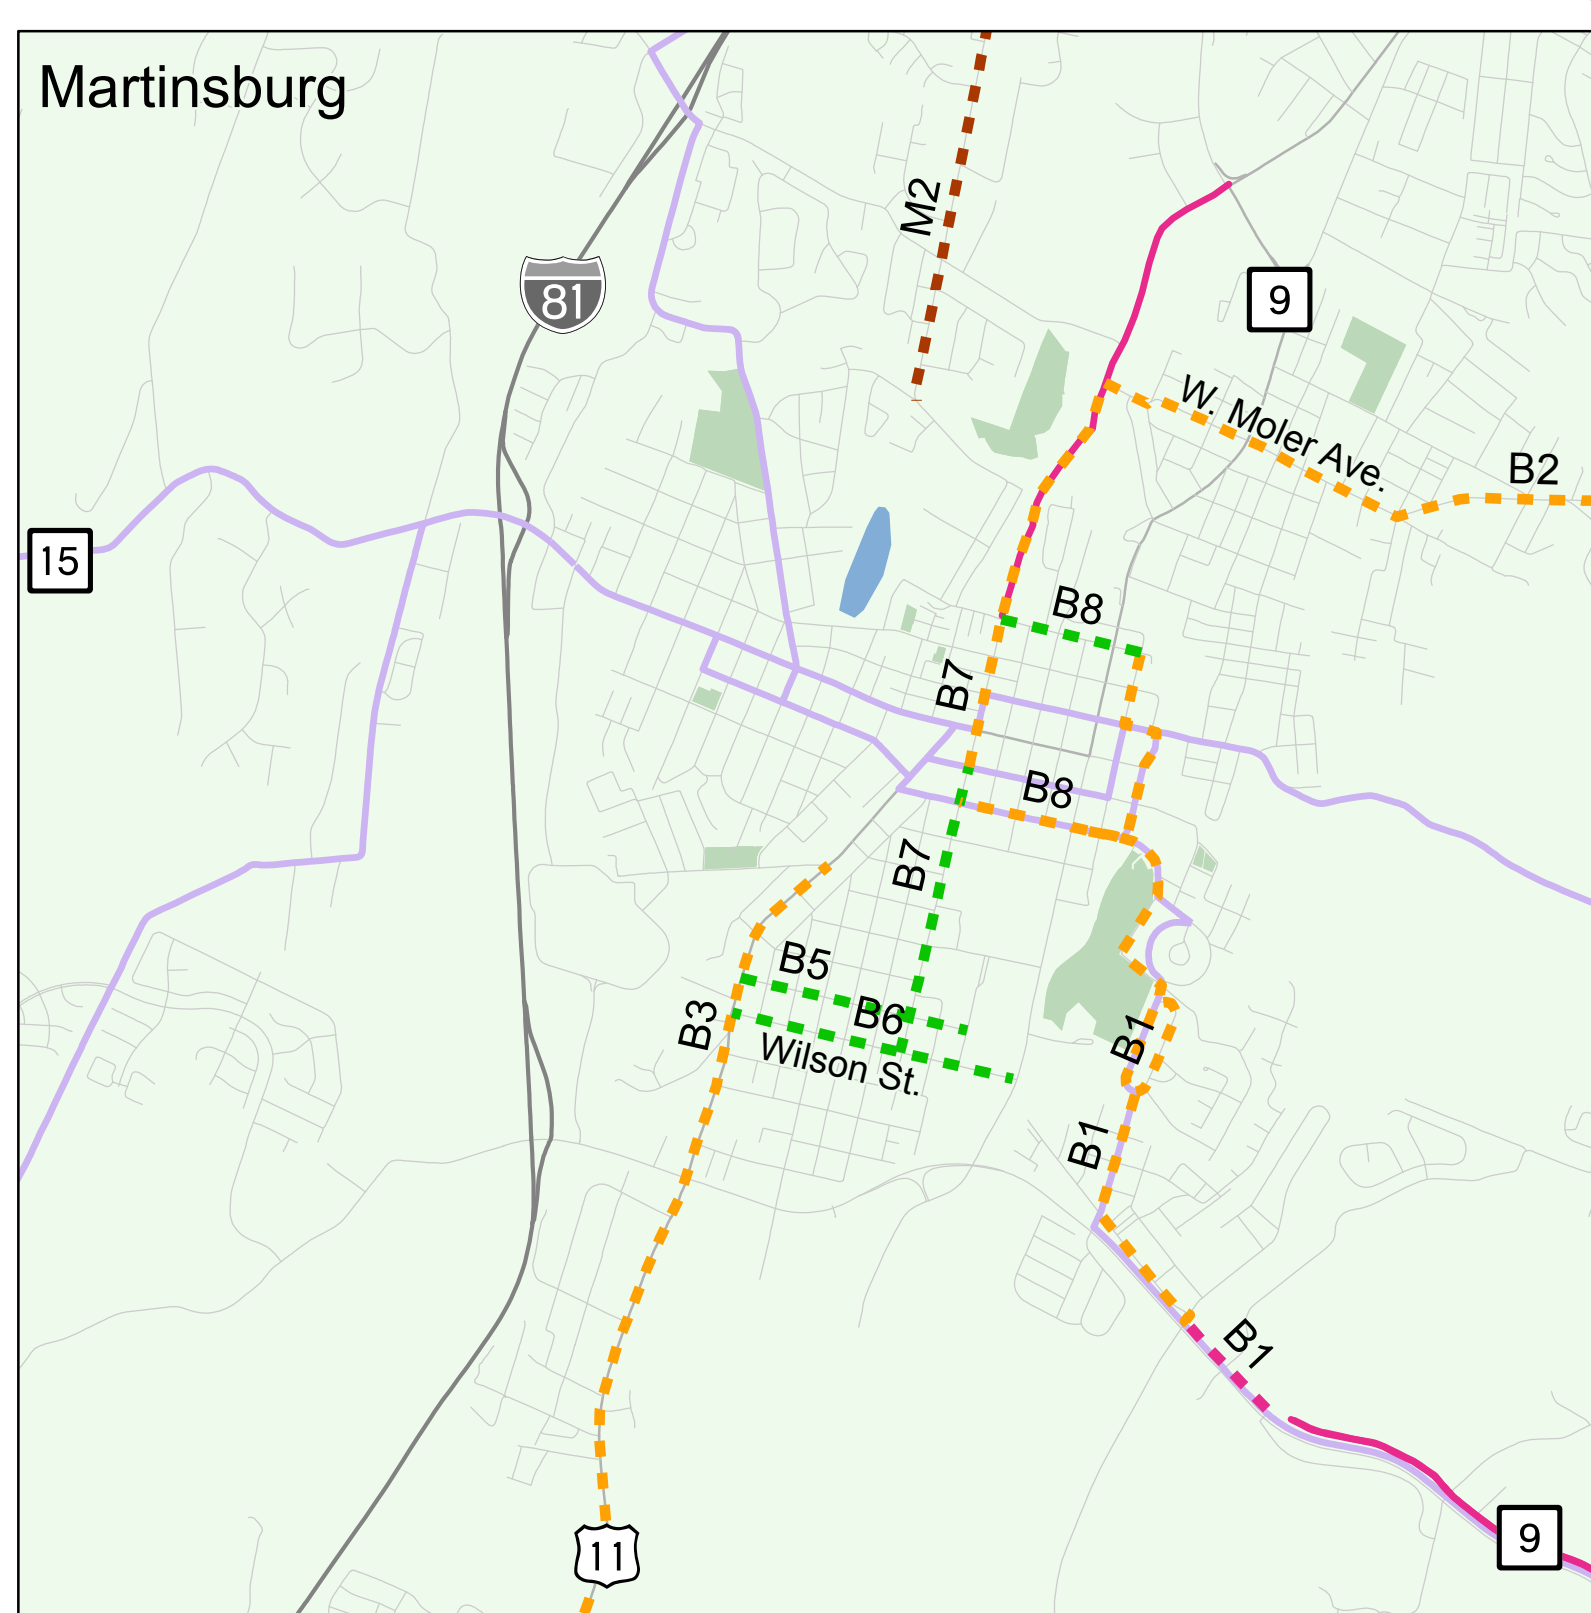 Martinsburg
M2
81
9
W. Moler Ave.
B2
15
B8
B7
B8
B7
B5
B6
B3
Wilson St.
B1
B1
B1
9
11